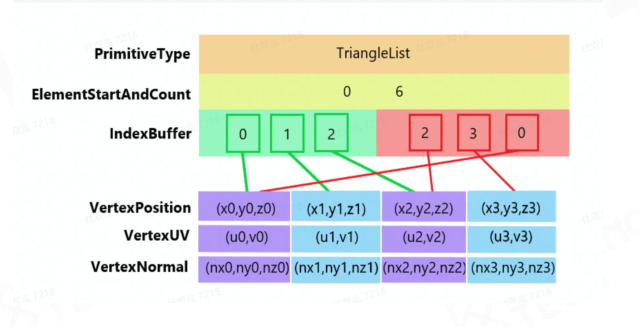 PrimitiveType TriangleList
ElementStartAndCount 0 6
IndexBuffer 0 1 2 2 3 0
VertexPosition (x0,y0,z0) (x1,y1,z1) (x2,y2,z2) (x3,y3,z3)
VertexUV (u0,v0) (u1,v1) (u2,v2) (u3,v3)
VertexNormal (nx0,ny0,nz0) (nx1,ny1,nz1) (nx2,ny2,nz2) (nx3,ny3,nz3)